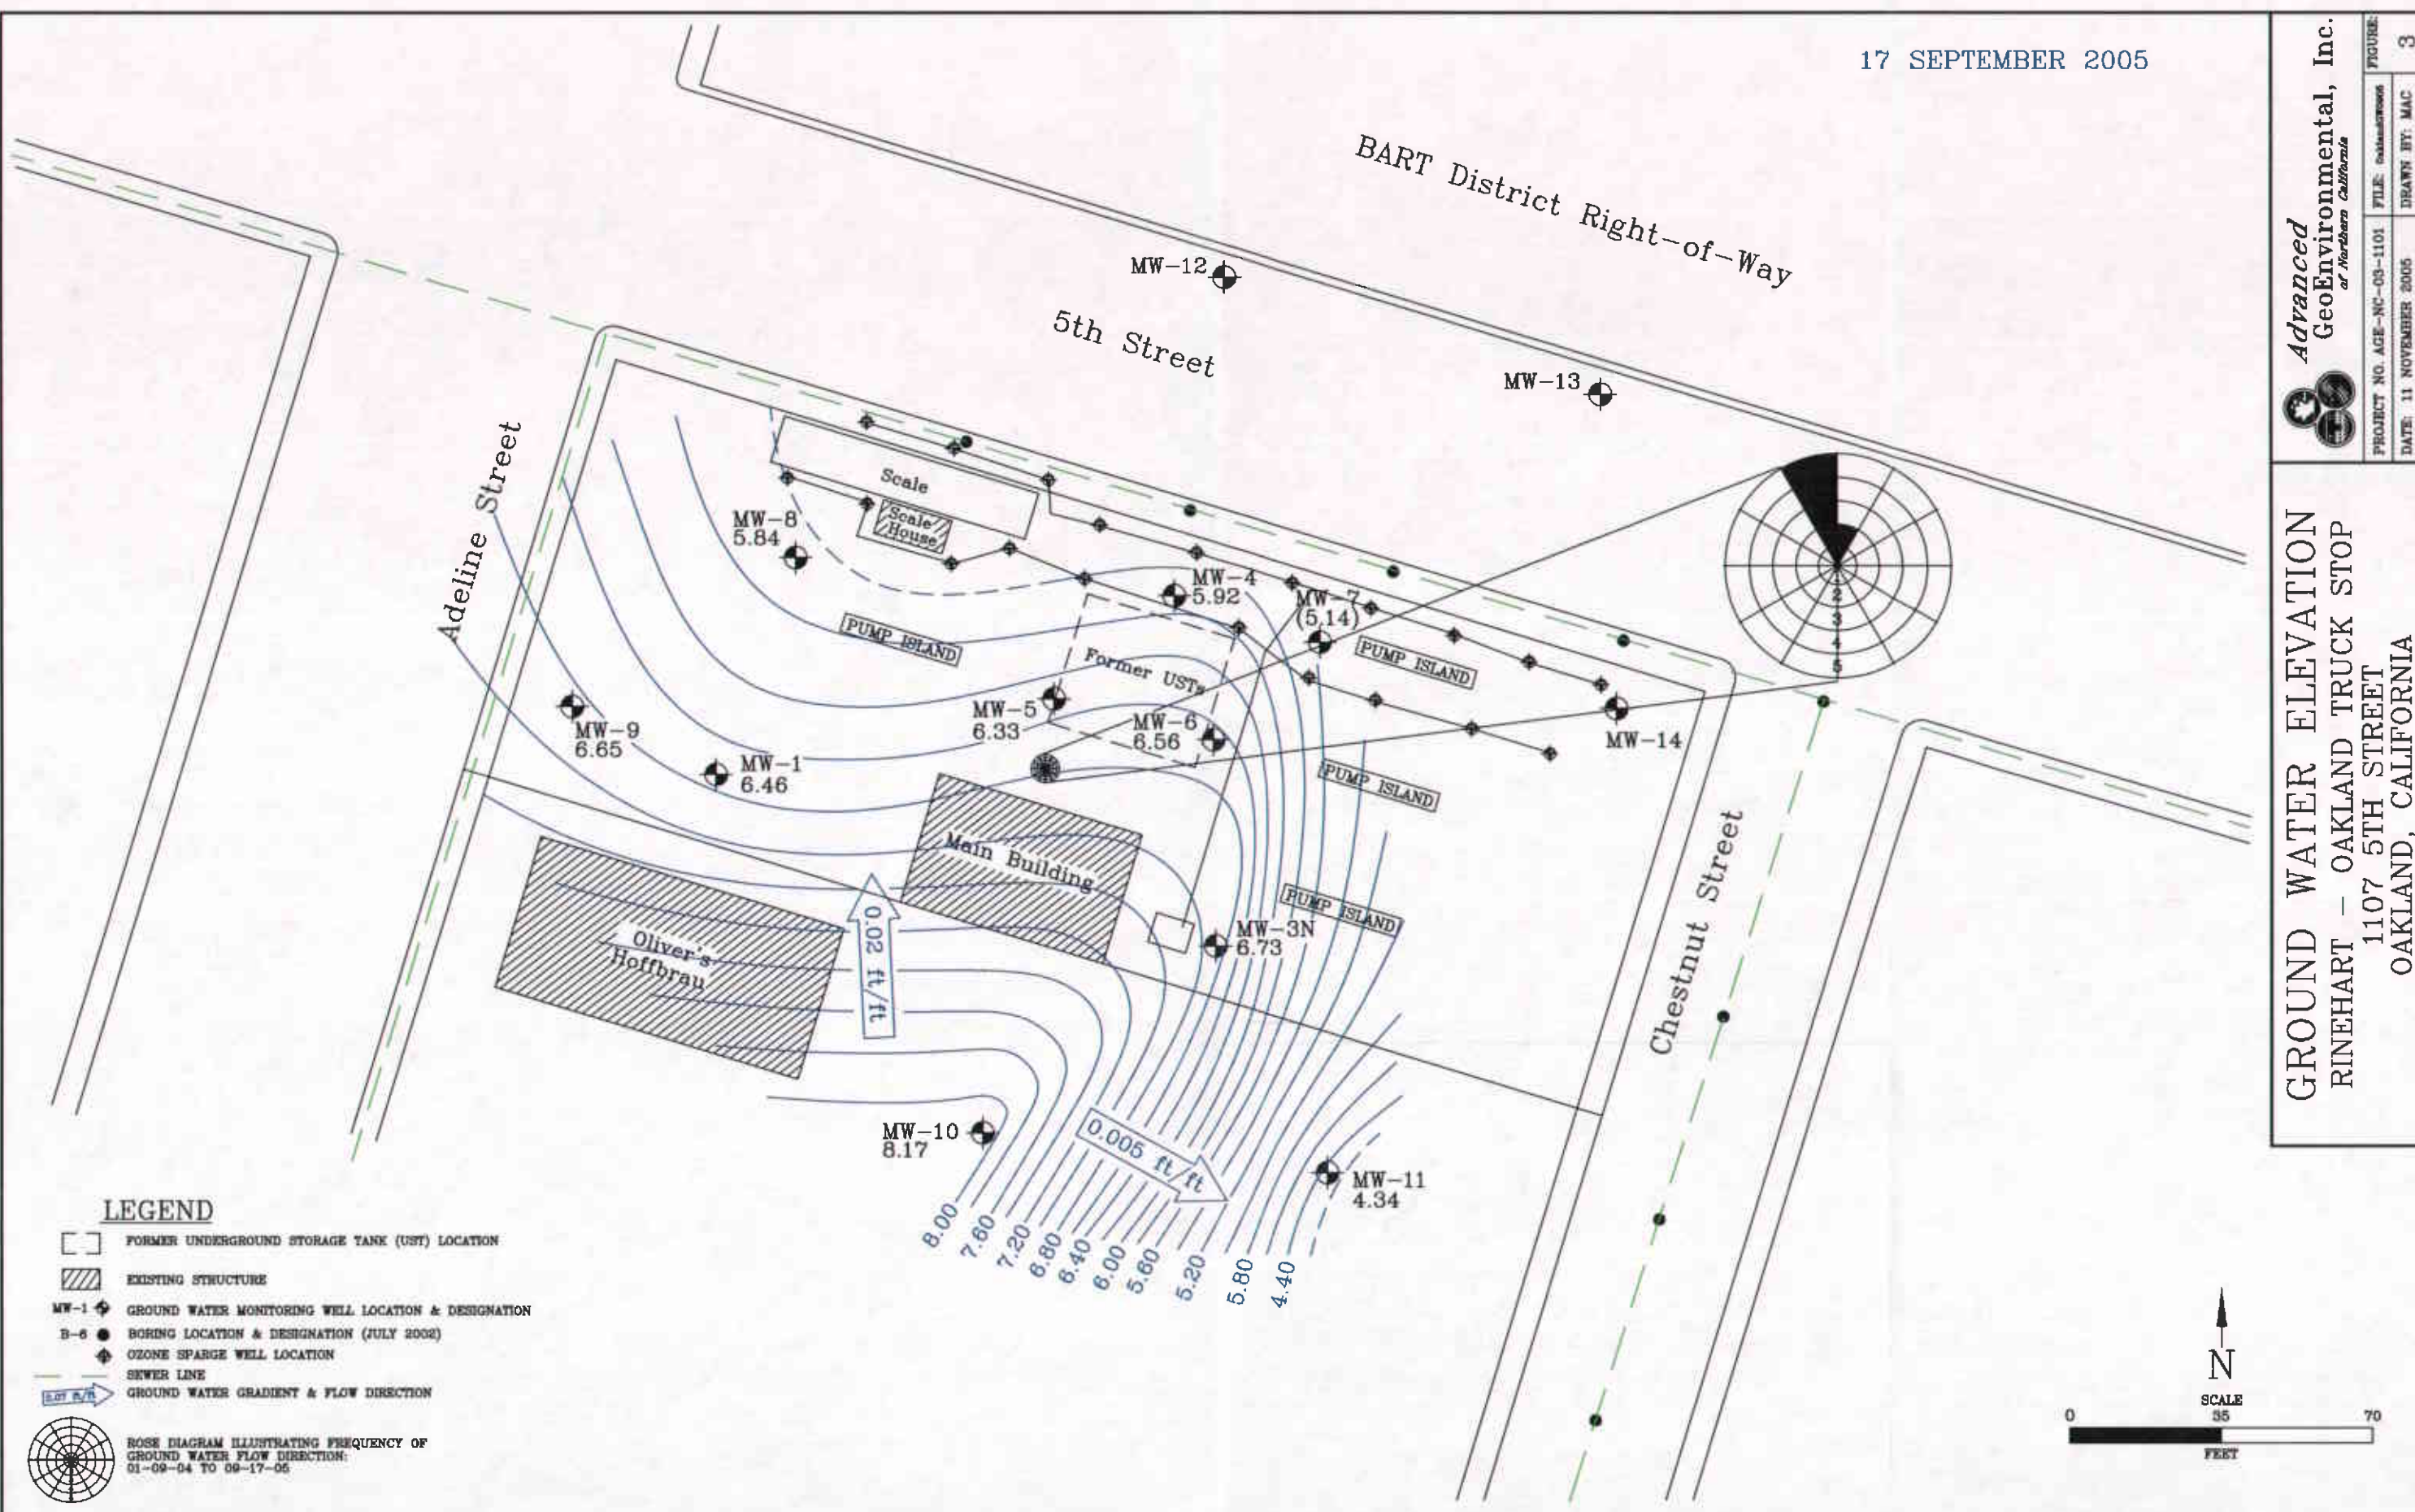 17 SEPTEMBER 2005
BART District Right-of-Way
MW-12
5th Street
MW-13
Adeline Street
Scale
Scale
House
MW-8
5.84
MW-4
5.92
MW-7
(5.14)
PUMP ISLAND
PUMP ISLAND
Former USTs
MW-5
6.33
MW-6
6.56
MW-9
6.65
MW-1
6.46
MW-14
PUMP ISLAND
Main Building
PUMP ISLAND
Oliver's
Hoffbrau
0.02 ft/ft
MW-3N
6.73
Chestnut Street
MW-10
8.17
0.005 ft/ft
MW-11
4.34
8.00
7.60
7.20
6.80
6.40
6.00
5.60
5.20
5.80
4.40
2
3
4
5
LEGEND
FORMER UNDERGROUND STORAGE TANK (UST) LOCATION
EXISTING STRUCTURE
MW-1 GROUND WATER MONITORING WELL LOCATION & DESIGNATION
B-6 BORING LOCATION & DESIGNATION (JULY 2002)
OZONE SPARGE WELL LOCATION
SEWER LINE
GROUND WATER GRADIENT & FLOW DIRECTION
ROSE DIAGRAM ILLUSTRATING FREQUENCY OF
GROUND WATER FLOW DIRECTION:
01-09-04 TO 09-17-05
N
SCALE
0 35 70
FEET
GROUND WATER ELEVATION
RINEHART - OAKLAND TRUCK STOP
1107 5TH STREET
OAKLAND, CALIFORNIA
Advanced
GeoEnvironmental, Inc.
of Northern California
PROJECT NO. AGE-NC-03-1101 FILE: FIGURE:
DATE: 11 NOVEMBER 2005 DRAWN BY: MAC 3